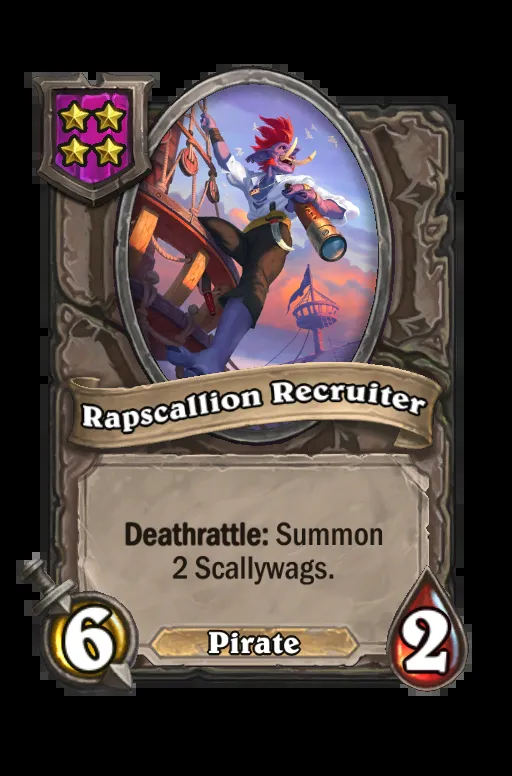 Rapscallion Recruiter
Deathrattle: Summon
2 Scallywags.
6
Pirate
2